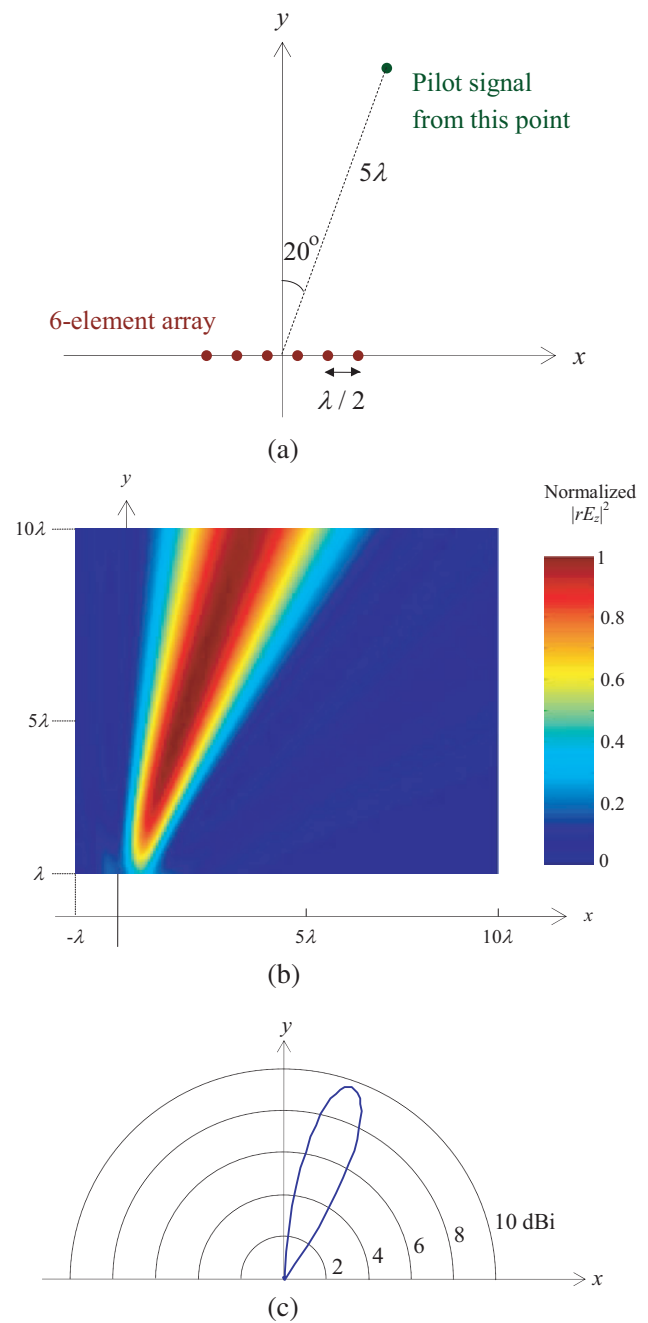 y
Pilot signal
from this point
5λ
20°
6-element array
x
λ / 2
(a)
y
Normalized
|rE_z|^2
10λ
1
0.8
5λ
0.6
0.4
0.2
λ
0
-λ
5λ
10λ
x
(b)
y
10 dBi
8
6
4
2
x
(c)